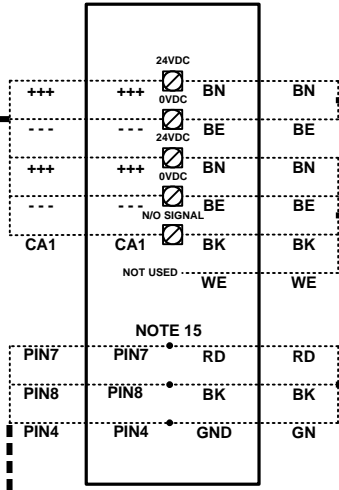 24VDC
+++ +++ BN BN
0VDC
--- --- BE BE
24VDC
+++ +++ BN BN
0VDC
--- --- BE BE
N/O SIGNAL
CA1 CA1 BK BK
NOT USED
WE WE
NOTE 15
PIN7 PIN7 RD RD
PIN8 PIN8 BK BK
PIN4 PIN4 GND GN